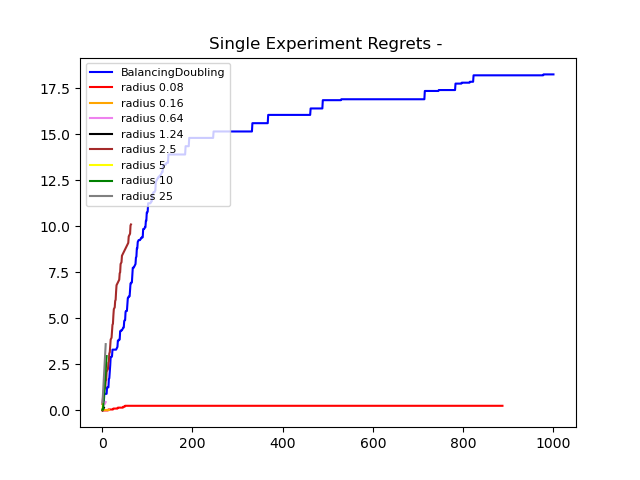 Single Experiment Regrets -
BalancingDoubling
radius 0.08
radius 0.16
radius 0.64
radius 1.24
radius 2.5
radius 5
radius 10
radius 25
17.5
15.0
12.5
10.0
7.5
5.0
2.5
0.0
0 200 400 600 800 1000